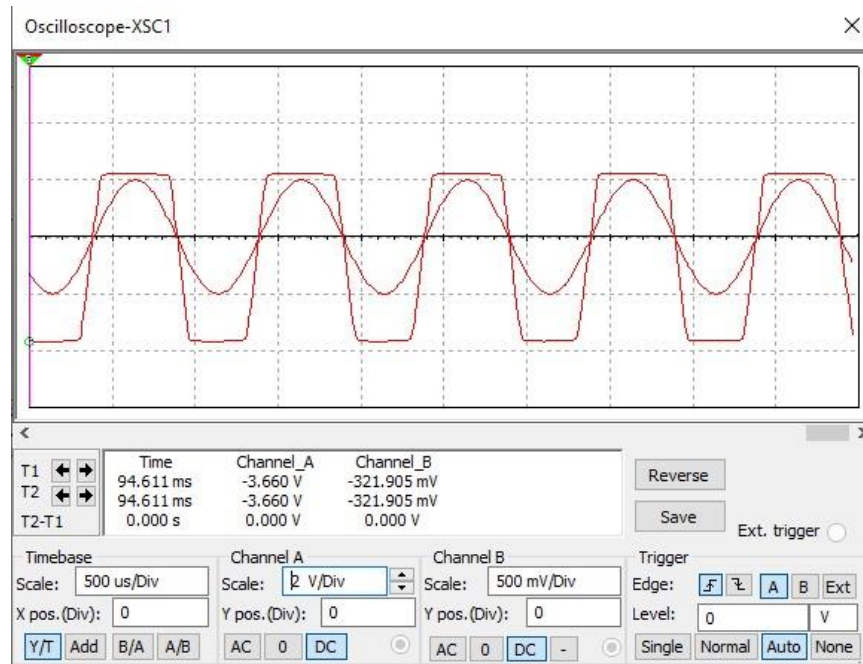 Oscilloscope-XSC1
T1
T2
T2-T1
Time Channel_A Channel_B
94.611 ms -3.660 V -321.905 mV
94.611 ms -3.660 V -321.905 mV
0.000 s 0.000 V 0.000 V
Reverse
Save
Ext. trigger
Timebase
Scale: 500 us/Div
X pos.(Div): 0
Y/T Add B/A A/B
Channel A
Scale: 2 V/Div
Y pos.(Div): 0
AC 0 DC
Channel B
Scale: 500 mV/Div
Y pos.(Div): 0
AC 0 DC -
Trigger
Edge: A B Ext
Level: 0 V
Single Normal Auto None